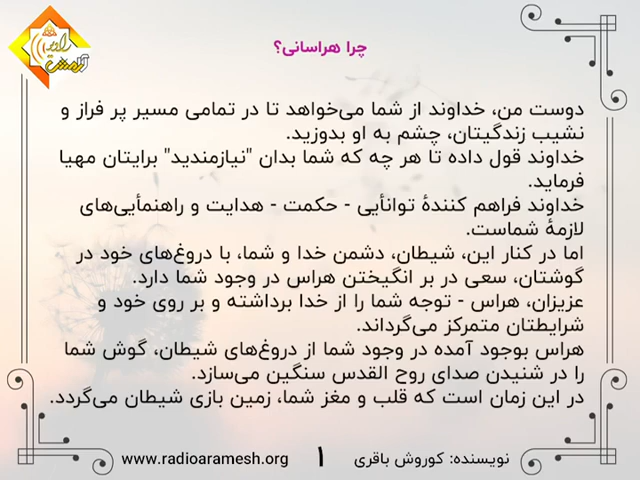 رادیو
آرامش
چرا هراسانی؟
دوست من، خداوند از شما می‌خواهد تا در تمامی مسیر پر فراز و
نشیب زندگیتان، چشم به او بدوزید.
خداوند قول داده تا هر چه که شما بدان "نیازمندید" برایتان مهیا
فرماید.
خداوند فراهم کنندهٔ توانأیی - حکمت - هدایت و راهنمأیی‌های
لازمهٔ شماست.
اما در کنار این، شیطان، دشمن خدا و شما، با دروغ‌های خود در
گوشتان، سعی در بر انگیختن هراس در وجود شما دارد.
عزیزان، هراس - توجه شما را از خدا برداشته و بر روی خود و
شرایطتان متمرکز می‌گرداند.
هراس بوجود آمده در وجود شما از دروغ‌های شیطان، گوش شما
را در شنیدن صدای روح القدس سنگین می‌سازد.
در این زمان است که قلب و مغز شما، زمین بازی شیطان می‌گردد.
نویسنده: کوروش باقری ۱ www.radioaramesh.org